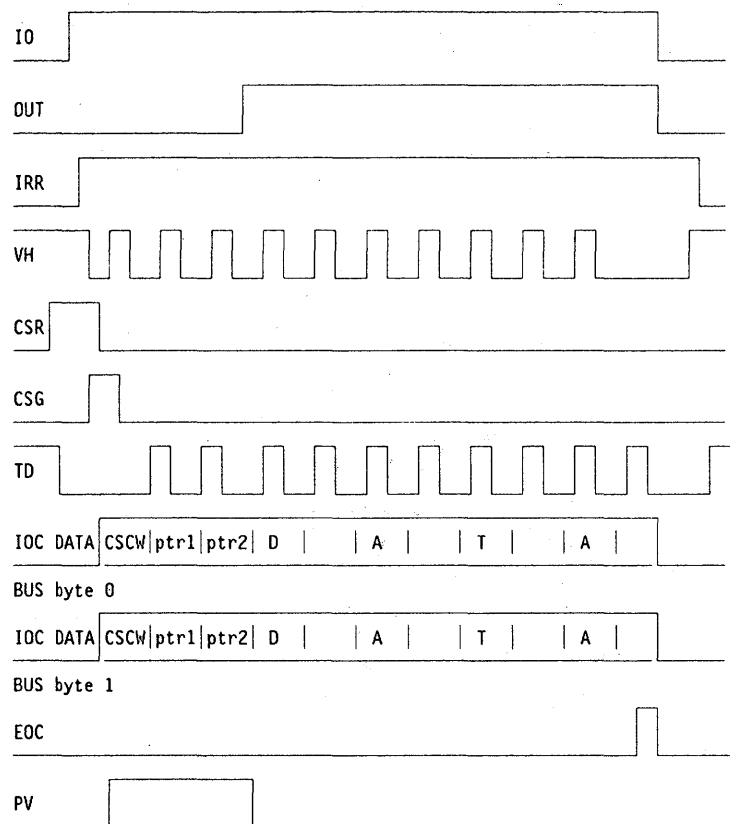 IO
OUT
IRR
VH
CSR
CSG
TD
IOC DATA CSCW|ptr1|ptr2| D | | A | | T | | A |
BUS byte 0
IOC DATA CSCW|ptr1|ptr2| D | | A | | T | | A |
BUS byte 1
EOC
PV